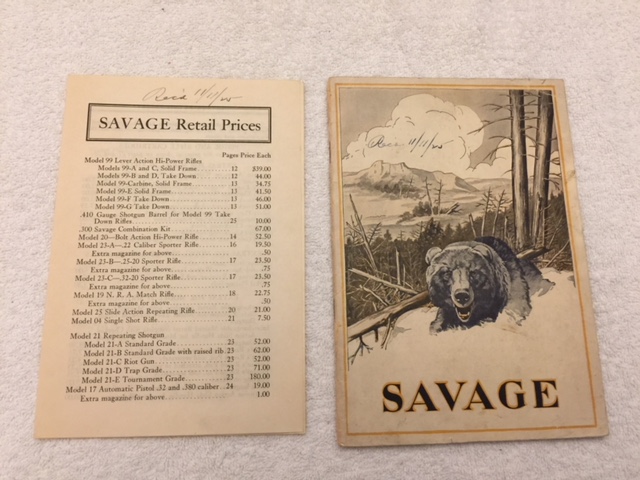 Rec'd 11/11/25
SAVAGE Retail Prices
Pages Price Each
Model 99 Lever Action Hi-Power Rifles
Models 99-A and C, Solid Frame 12 $39.00
Models 99-B and D, Take Down 12 44.00
Model 99-Carbine, Solid Frame 13 34.75
Model 99-E Solid Frame 13 41.50
Model 99-F Take Down 13 46.00
Model 99-G Take Down 13 51.00
.410 Gauge Shotgun Barrel for Model 99 Take
Down Rifles 25 10.00
.300 Savage Combination Kit 67.00
Model 20—Bolt Action Hi-Power Rifle 14 52.50
Model 23-A—.22 Caliber Sporter Rifle 16 19.50
Extra magazine for above .50
Model 23-B—.25-20 Sporter Rifle 17 23.50
Extra magazine for above .75
Model 23-C—.32-20 Sporter Rifle 17 23.50
Extra magazine for above .75
Model 19 N. R. A. Match Rifle 18 22.75
Extra magazine for above .50
Model 25 Slide Action Repeating Rifle 20 21.00
Model 04 Single Shot Rifle 21 7.50
Model 21 Repeating Shotgun
Model 21-A Standard Grade 23 52.00
Model 21-B Standard Grade with raised rib 23 62.00
Model 21-C Riot Gun 23 52.00
Model 21-D Trap Grade 23 71.00
Model 21-E Tournament Grade 23 180.00
Model 17 Automatic Pistol .32 and .380 caliber 24 19.00
Extra magazine for above 1.00
Rec'd 11/11/25
SAVAGE